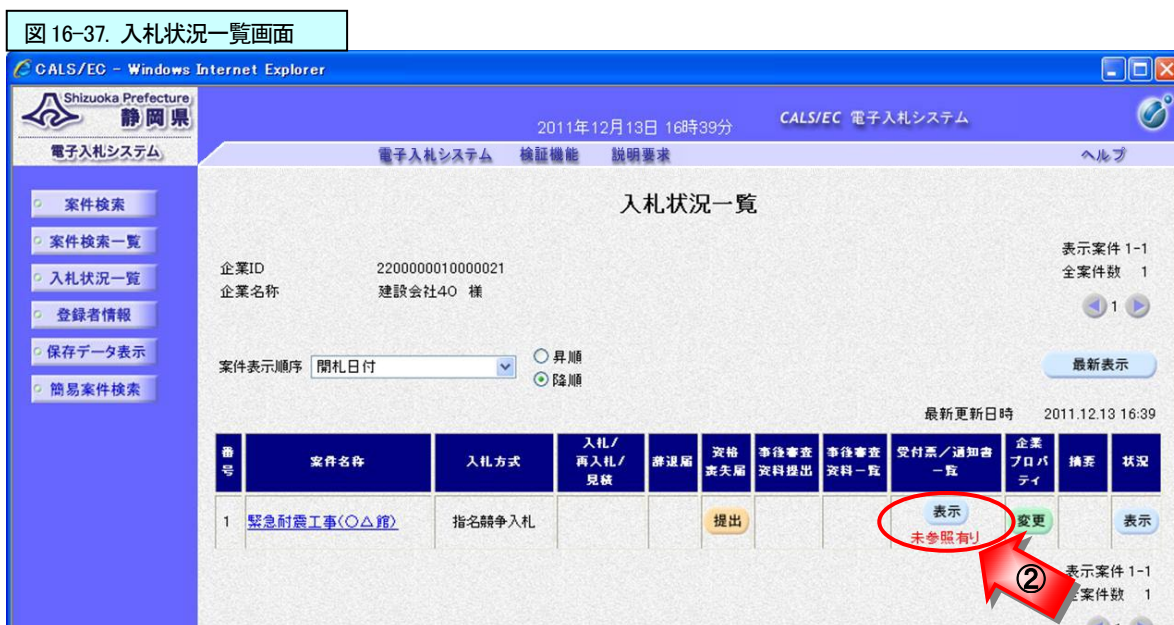 図 16-37. 入札状況一覧画面
CALS/EC - Windows Internet Explorer
Shizuoka Prefecture
静岡県
電子入札システム
2011年12月13日 16時39分
CALS/EC 電子入札システム
電子入札システム 検証機能 説明要求 ヘルプ
案件検索
案件検索一覧
入札状況一覧
登録者情報
保存データ表示
簡易案件検索
入札状況一覧
表示案件 1-1
全案件数 1
1
企業ID 2200000010000021
企業名称 建設会社40 様
案件表示順序 開札日付
昇順
降順
最新表示
最新更新日時 2011.12.13 16:39
番号 案件名称 入札方式 入札/再入札/見積 辞退届 資格喪失届 事後審査資料提出 事後審査資料一覧 受付票/通知書一覧 企業プロパティ 摘要 状況
1 緊急耐震工事(○△館) 指名競争入札 提出 表示 未参照有り 変更 表示
②
表示案件 1-1
全案件数 1